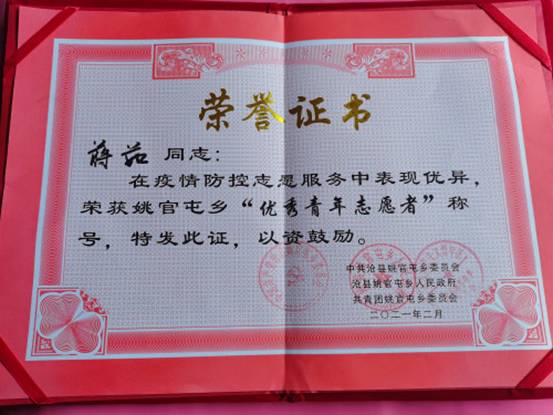 荣誉证书
蒋茹 同志：
在疫情防控志愿服务中表现优异，
荣获姚官屯乡“优秀青年志愿者”称
号，特发此证，以资鼓励。
中共沧县姚官屯乡委员会
沧县姚官屯乡人民政府
共青团姚官屯乡委员会
二〇二一年二月